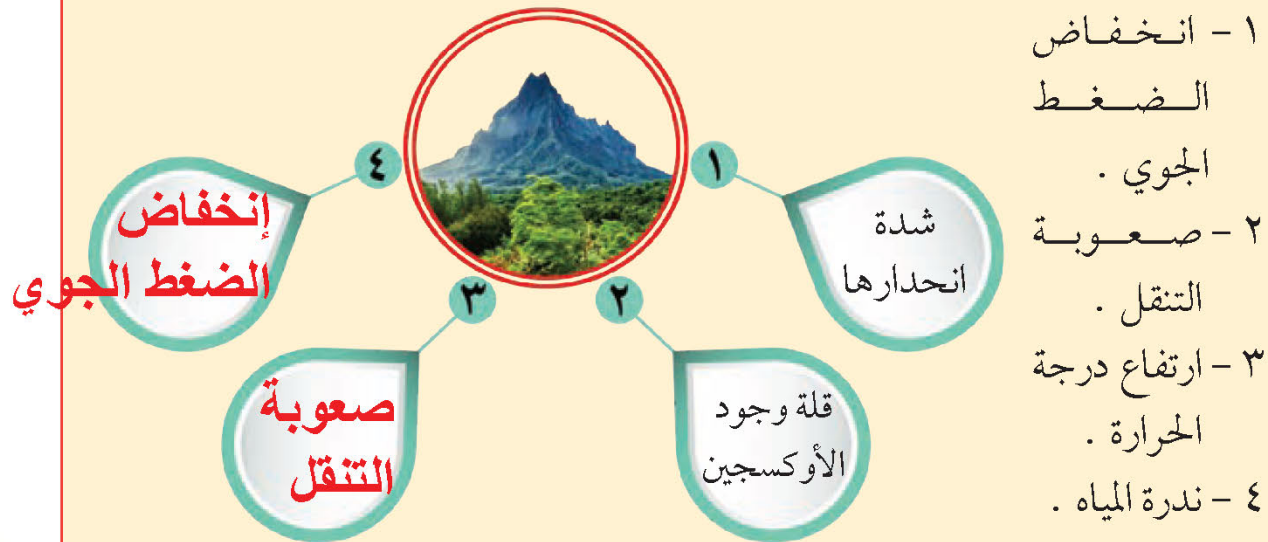 ١ - انخفاض
الضغط
الجوي .
٢ - صعوبة
التنقل .
٣ - ارتفاع درجة
الحرارة .
٤ - ندرة المياه .
١
شدة
انحدارها
٢
قلة وجود
الأوكسجين
٣
صعوبة
التنقل
٤
إنخفاض
الضغط الجوي